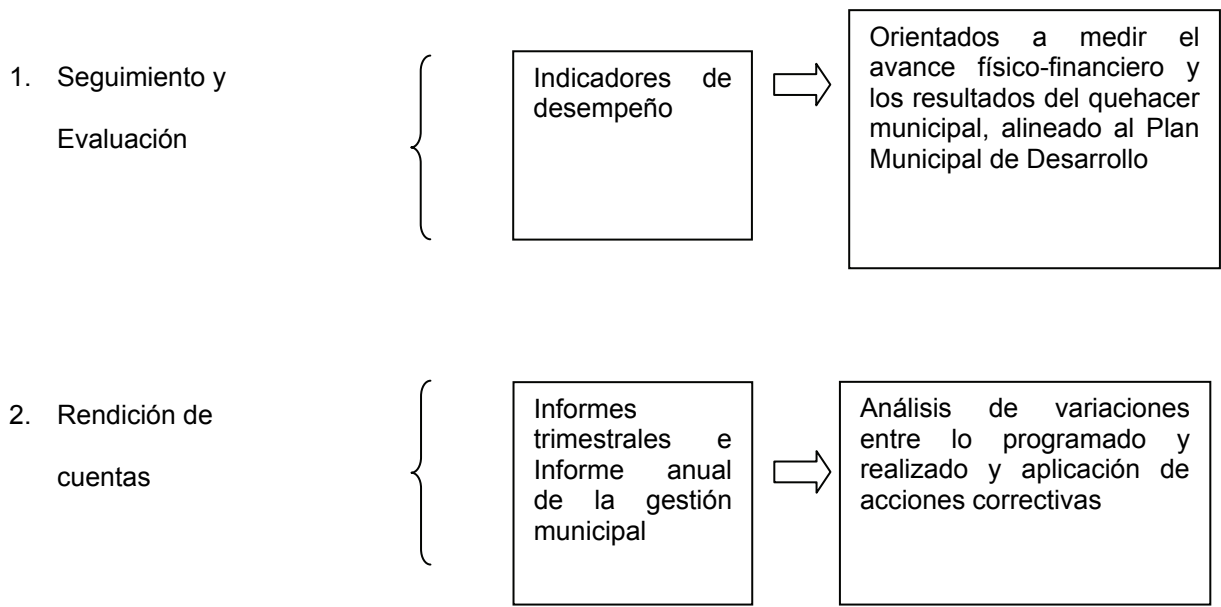 1. Seguimiento y
Evaluación
Indicadores de
desempeño
Orientados a medir el
avance físico-financiero y
los resultados del quehacer
municipal, alineado al Plan
Municipal de Desarrollo
2. Rendición de
cuentas
Informes
trimestrales e
Informe anual
de la gestión
municipal
Análisis de variaciones
entre lo programado y
realizado y aplicación de
acciones correctivas